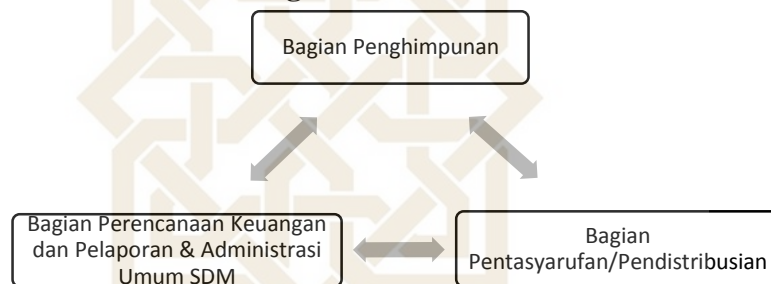 Bagian Penghimpunan
Bagian Perencanaan Keuangan
dan Pelaporan & Administrasi
Umum SDM
Bagian
Pentasyarufan/Pendistribusian